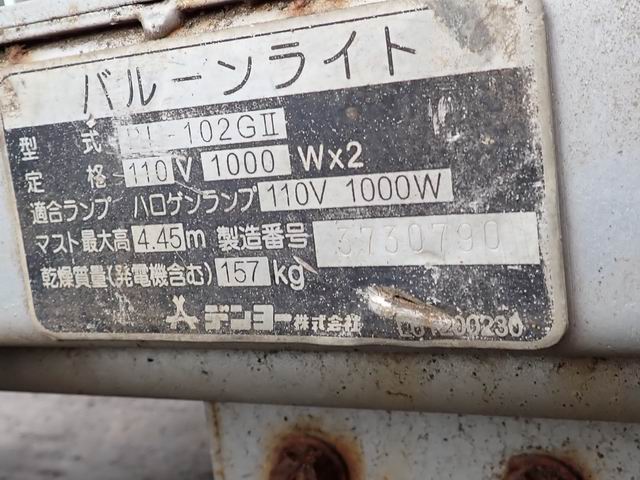 バルーンライト
型式 BL-102GⅡ
定格 110V 1000 W×2
適合ランプ ハロゲンランプ 110V 1000W
マスト最大高 4.45m 製造番号 3730790
乾燥質量(発電機含む) 157kg
デンヨー株式会社